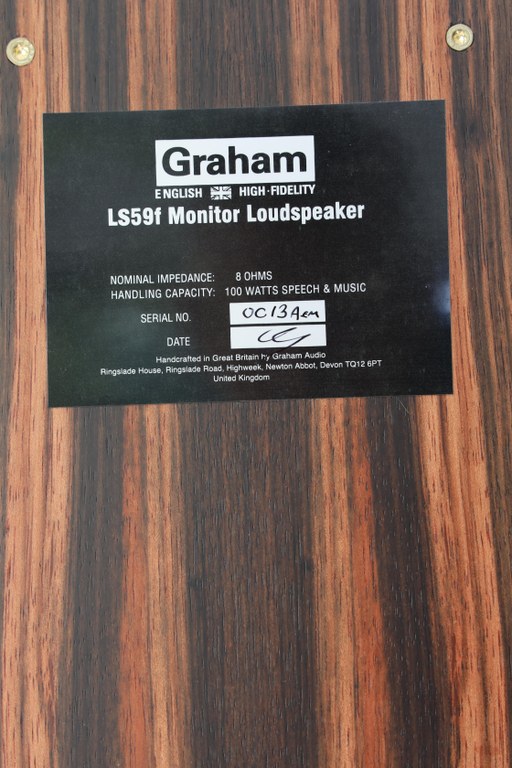 Graham
ENGLISH HIGH·FIDELITY
LS59f Monitor Loudspeaker
NOMINAL IMPEDANCE: 8 OHMS
HANDLING CAPACITY: 100 WATTS SPEECH & MUSIC
SERIAL NO.
DATE
Handcrafted in Great Britain by Graham Audio
Ringslade House, Ringslade Road, Highweek, Newton Abbot, Devon TQ12 6PT
United Kingdom